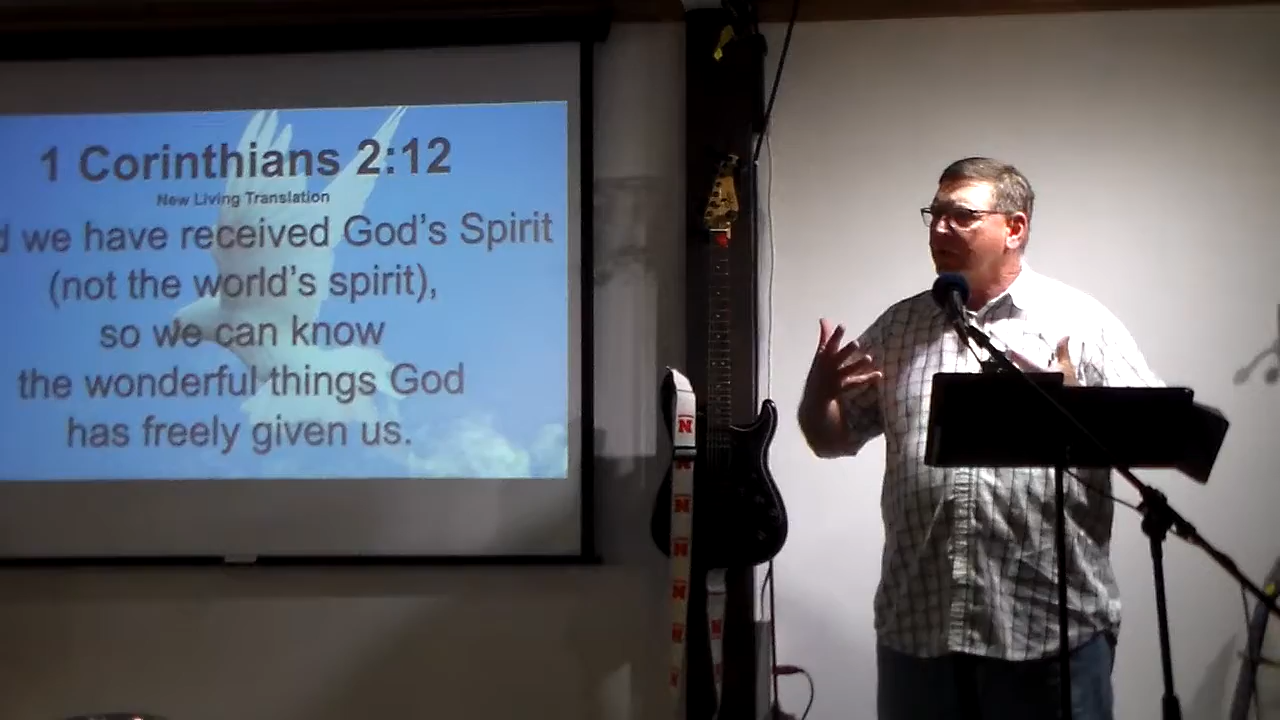 1 Corinthians 2:12
New Living Translation
d we have received God's Spirit
(not the world's spirit),
so we can know
the wonderful things God
has freely given us.
N
N
N
N
N
N